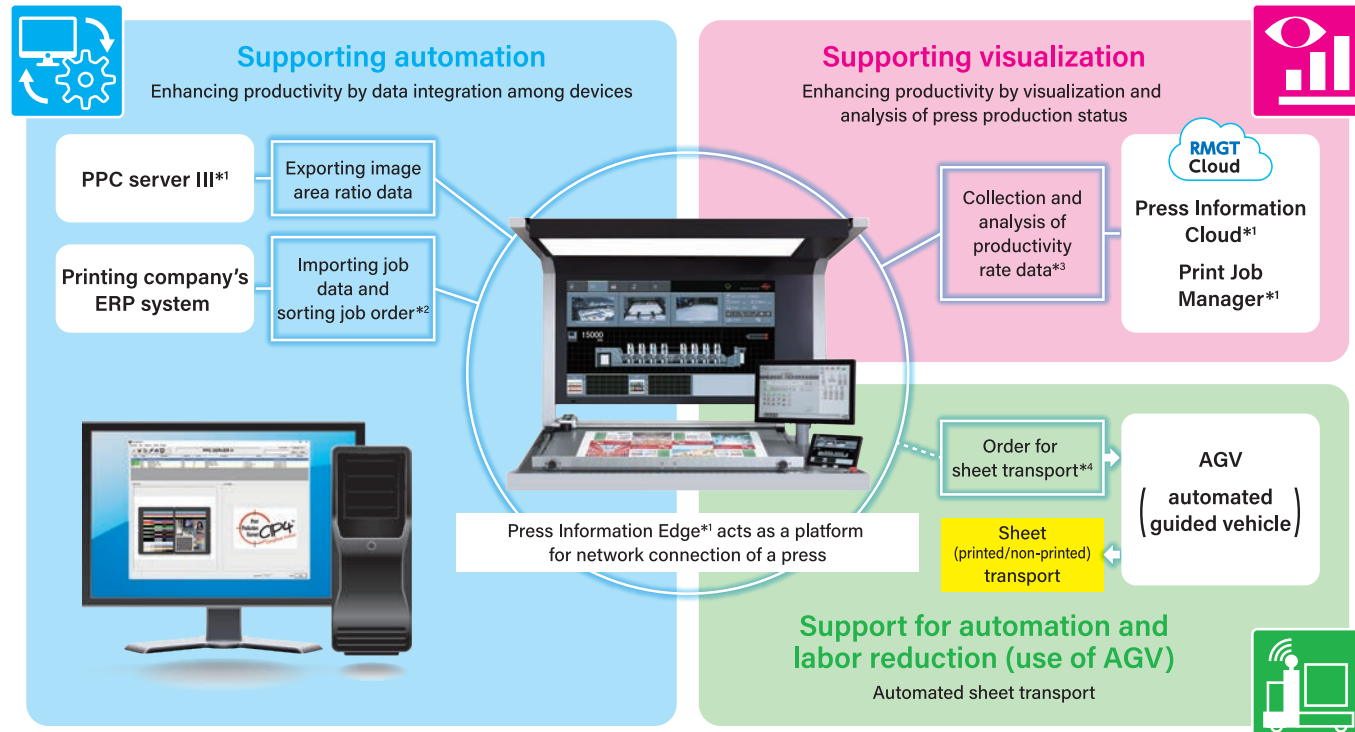 Supporting automation
Enhancing productivity by data integration among devices
PPC server III*1
Exporting image
area ratio data
Printing company's
ERP system
Importing job
data and
sorting job order*2
Supporting visualization
Enhancing productivity by visualization and
analysis of press production status
Collection and
analysis of
productivity
rate data*3
RMGT
Cloud
Press Information
Cloud*1
Print Job
Manager*1
15000
PPC SERVER III
CIP4
Press Information Edge*1 acts as a platform
for network connection of a press
Order for
sheet transport*4
AGV
(automated
guided vehicle)
Sheet
(printed/non-printed)
transport
Support for automation and
labor reduction (use of AGV)
Automated sheet transport